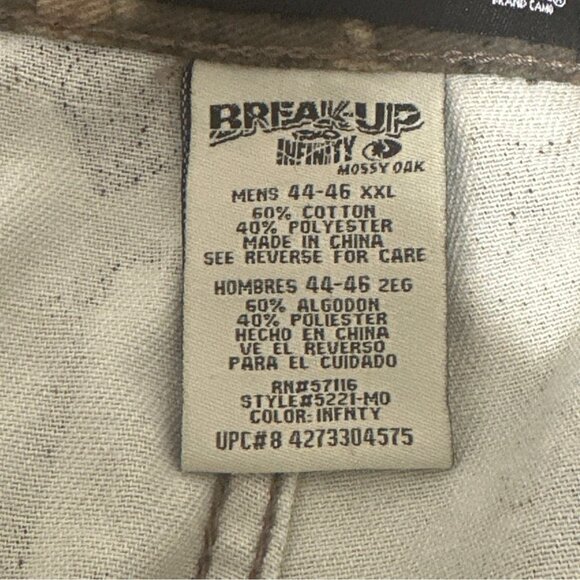 BRAND CAMO
BREAK-UP
INFINITY
MOSSY OAK
MENS 44-46 XXL
60% COTTON
40% POLYESTER
MADE IN CHINA
SEE REVERSE FOR CARE
HOMBRES 44-46 2EG
60% ALGODON
40% POLIESTER
HECHO EN CHINA
VE EL REVERSO
PARA EL CUIDADO
RN#57116
STYLE#5221-MO
COLOR: INFNTY
UPC#8 4273304575